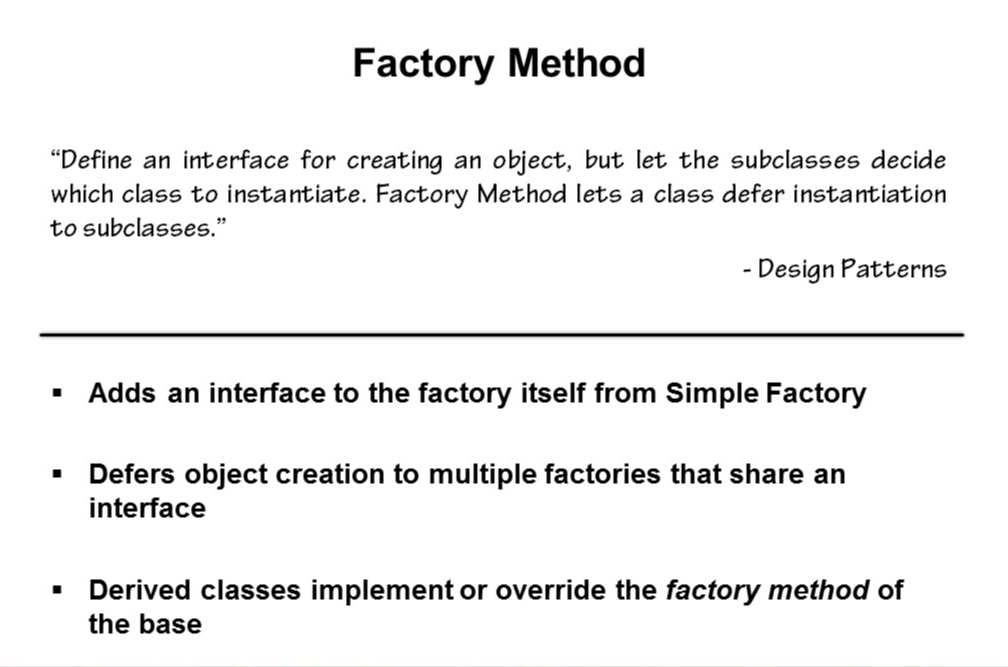 Factory Method
“Define an interface for creating an object, but let the subclasses decide
which class to instantiate. Factory Method lets a class defer instantiation
to subclasses.”
- Design Patterns
▪ Adds an interface to the factory itself from Simple Factory
▪ Defers object creation to multiple factories that share an
interface
▪ Derived classes implement or override the factory method of
the base